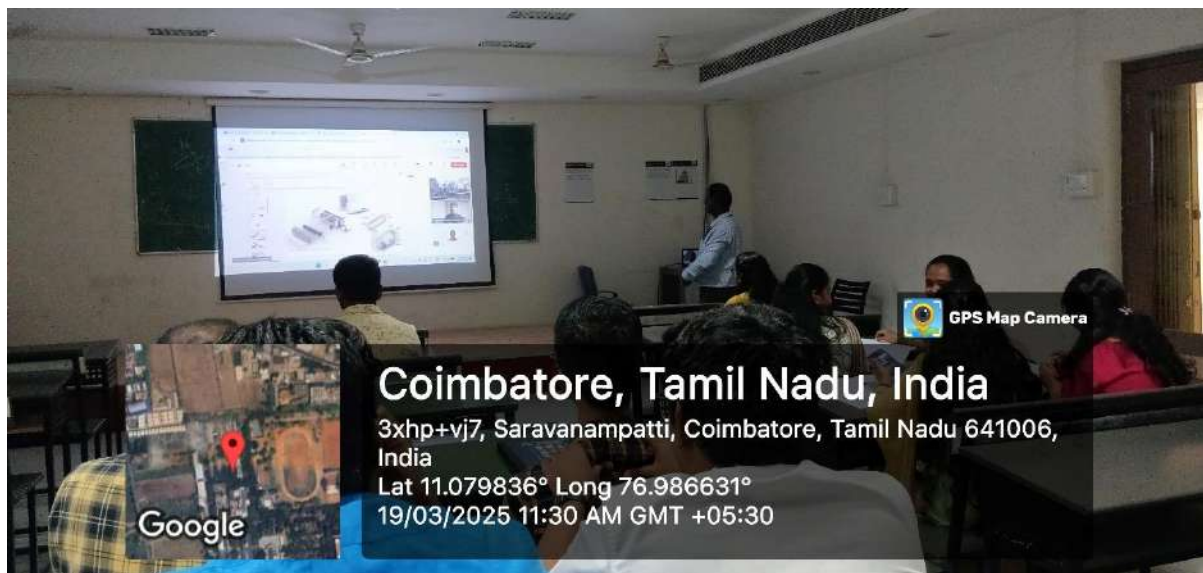 GPS Map Camera
Coimbatore, Tamil Nadu, India
3xhp+vj7, Saravanampatti, Coimbatore, Tamil Nadu 641006,
India
Lat 11.079836° Long 76.986631°
19/03/2025 11:30 AM GMT +05:30
Google